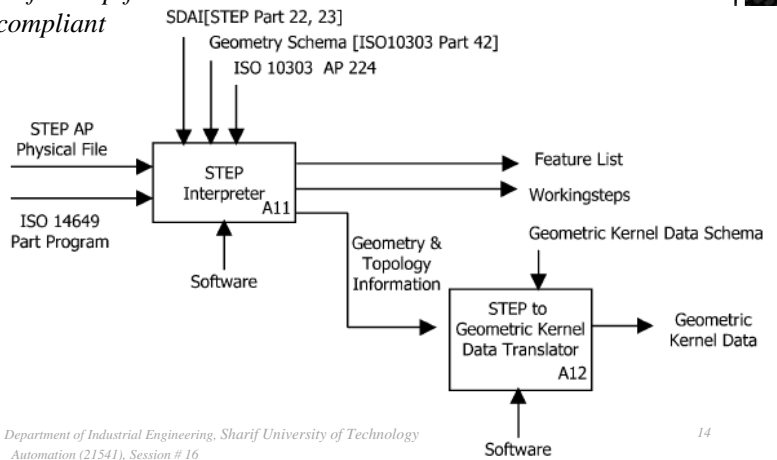 compliant
SDAI[STEP Part 22, 23]
Geometry Schema [ISO10303 Part 42]
ISO 10303 AP 224
STEP AP
Physical File
ISO 14649
Part Program
STEP
Interpreter
A11
Software
Feature List
Workingsteps
Geometry &
Topology
Information
Geometric Kernel Data Schema
STEP to
Geometric Kernel
Data Translator
A12
Geometric
Kernel Data
Software
Department of Industrial Engineering, Sharif University of Technology
Automation (21541), Session # 16
14